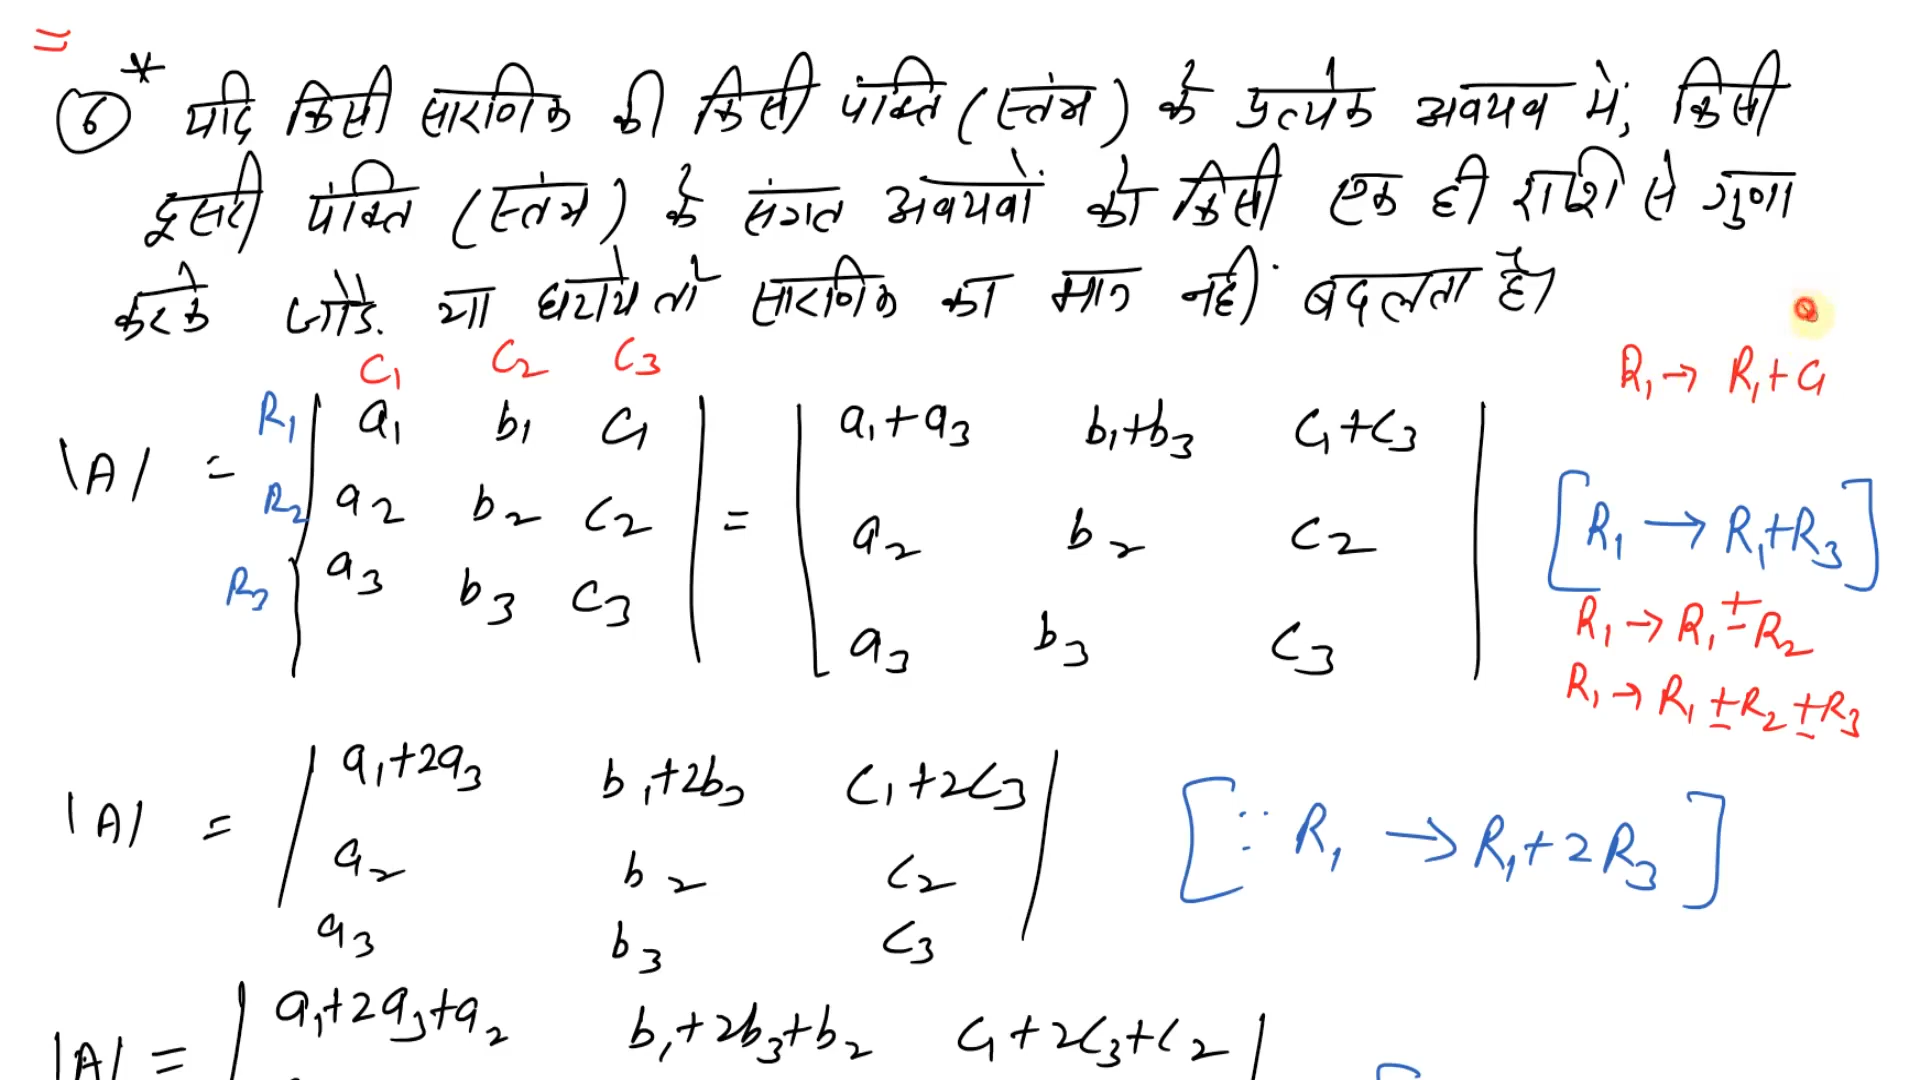 =
⑥* यदि किसी सारणिक की किसी पंक्ति (स्तंभ) के प्रत्येक अवयव में, किसी
दुसरी पंक्ति (स्तंभ) के संगत अवयवों को किसी एक ही राशि से गुणा
करके जोडे. या घटाये तो सारणिक का मान नहीं बदलता है।
C₁ C₂ C₃
R₁ → R₁+C₁
R₁ | a₁ b₁ c₁ | | a₁+a₃ b₁+b₃ c₁+c₃ |
|A| = R₂ | a₂ b₂ c₂ | = | a₂ b₂ c₂ | [R₁ → R₁+R₃]
R₃ | a₃ b₃ c₃ | | a₃ b₃ c₃ |
R₁ → R₁ ± R₂
R₁ → R₁ ± R₂ ± R₃
| a₁+2a₃ b₁+2b₃ c₁+2c₃ |
|A| = | a₂ b₂ c₂ | [∵ R₁ → R₁+2R₃]
| a₃ b₃ c₃ |
|A| = | a₁+2a₃+a₂ b₁+2b₃+b₂ c₁+2c₃+c₂ |